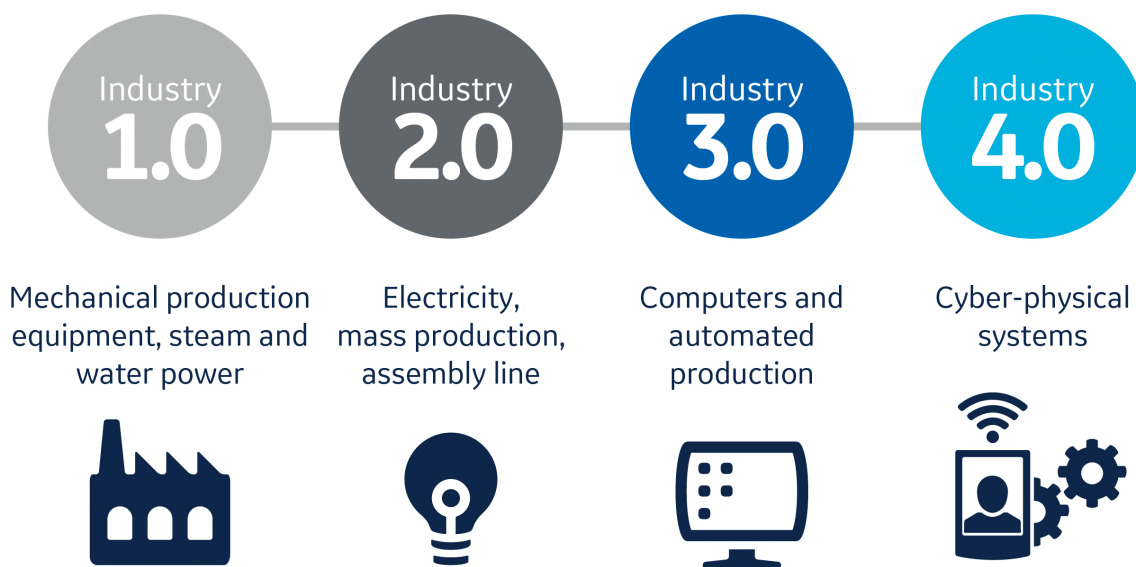 Industry
1.0
Industry
2.0
Industry
3.0
Industry
4.0
Mechanical production
equipment, steam and
water power
Electricity,
mass production,
assembly line
Computers and
automated
production
Cyber-physical
systems